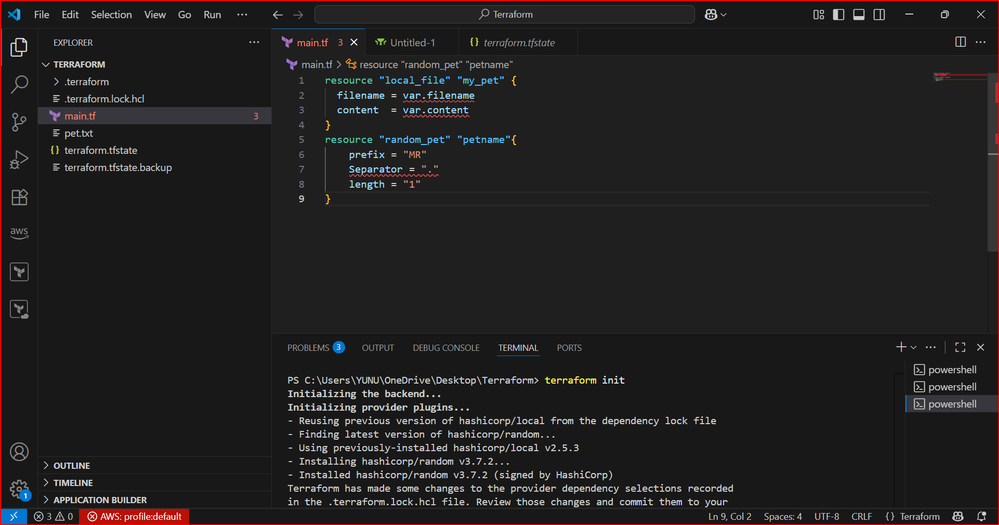 File Edit Selection View Go Run ··· Terraform
EXPLORER ···
TERRAFORM
.terraform
.terraform.lock.hcl
main.tf 3
pet.txt
{} terraform.tfstate
terraform.tfstate.backup
aws
OUTLINE
TIMELINE
APPLICATION BUILDER
1
main.tf 3 Untitled-1 {} terraform.tfstate
main.tf > resource "random_pet" "petname"
1 resource "local_file" "my_pet" {
2 filename = var.filename
3 content = var.content
4 }
5 resource "random_pet" "petname"{
6 prefix = "MR"
7 Separator = "."
8 length = "1"
9 }
PROBLEMS 3 OUTPUT DEBUG CONSOLE TERMINAL PORTS
PS C:\Users\YUNU\OneDrive\Desktop\Terraform> terraform init
Initializing the backend...
Initializing provider plugins...
- Reusing previous version of hashicorp/local from the dependency lock file
- Finding latest version of hashicorp/random...
- Using previously-installed hashicorp/local v2.5.3
- Installing hashicorp/random v3.7.2...
- Installed hashicorp/random v3.7.2 (signed by HashiCorp)
Terraform has made some changes to the provider dependency selections recorded
in the .terraform.lock.hcl file. Review those changes and commit them to your
powershell
powershell
powershell
3 0 AWS: profile:default Ln 9, Col 2 Spaces: 4 UTF-8 CRLF {} Terraform